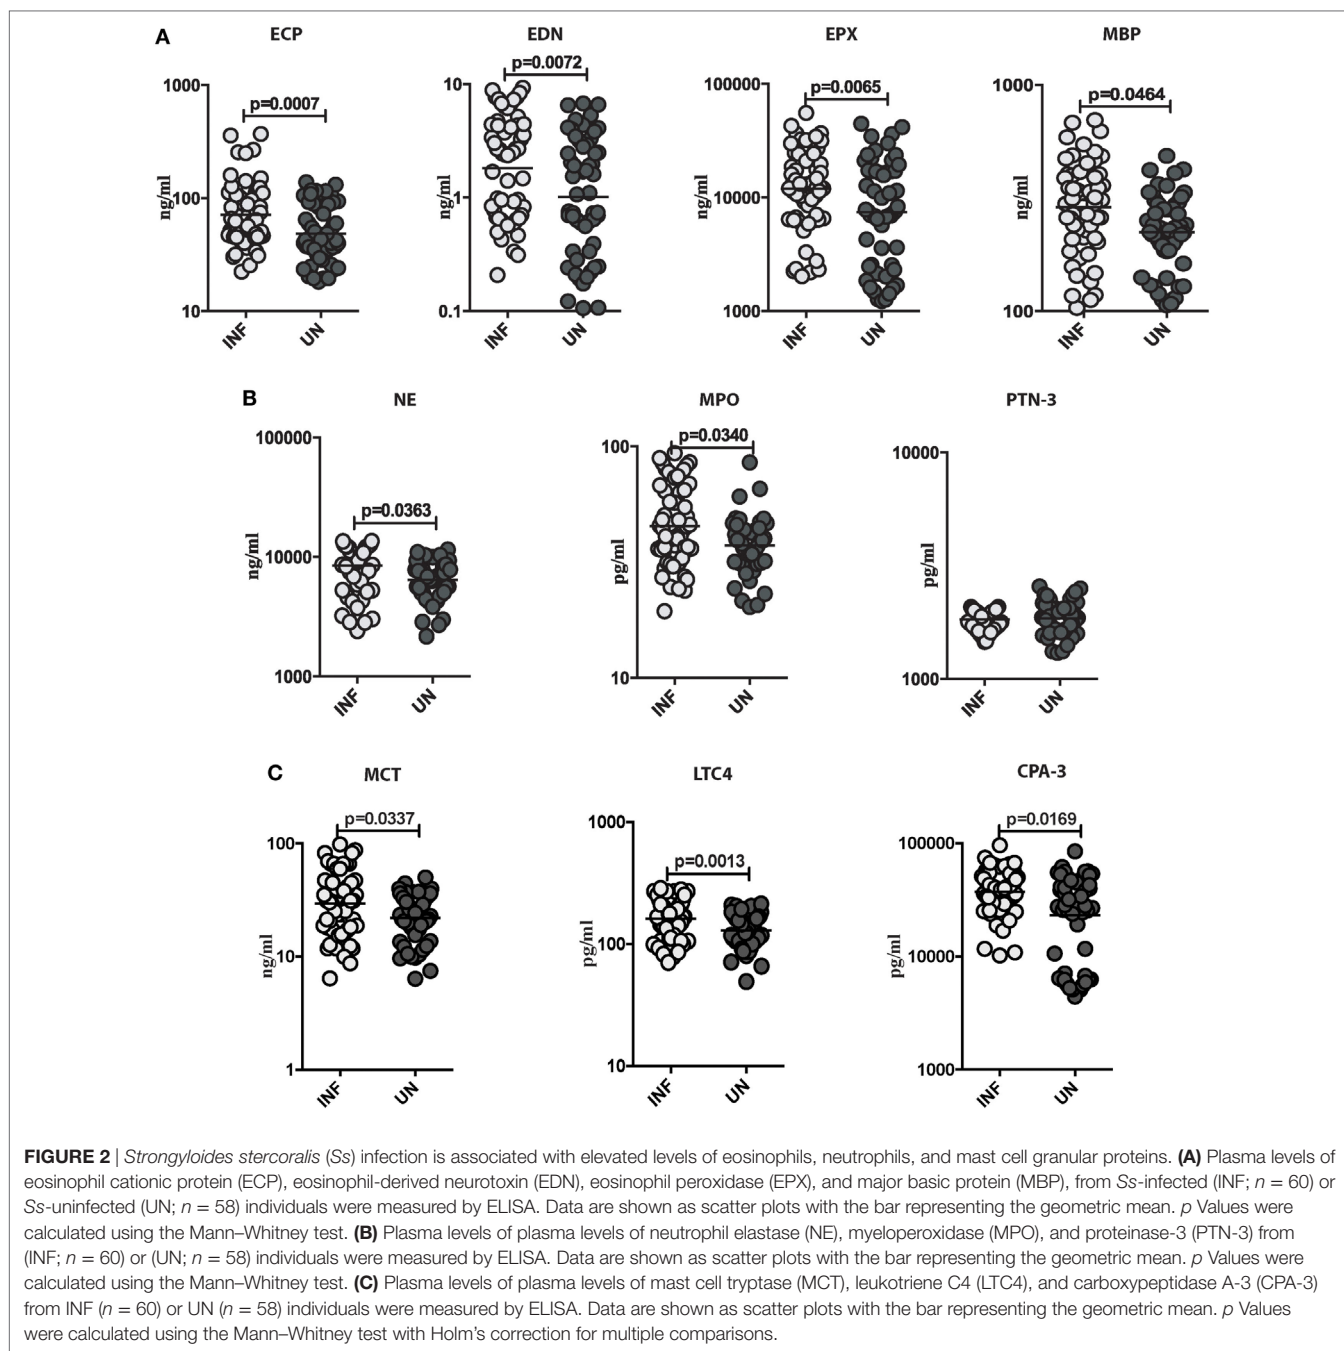 A
ECP EDN EPX MBP
p=0.0007 p=0.0072 p=0.0065 p=0.0464
1000 10 100000 1000
100 1 10000
10 0.1 1000 100
ng/ml ng/ml ng/ml ng/ml
INF UN INF UN INF UN INF UN
B
NE MPO PTN-3
p=0.0363 p=0.0340
100000 100 10000
10000
1000 10 1000
ng/ml pg/ml pg/ml
INF UN INF UN INF UN
C
MCT LTC4 CPA-3
p=0.0337 p=0.0013 p=0.0169
100 1000 100000
10 100 10000
1 10 1000
ng/ml pg/ml pg/ml
INF UN INF UN INF UN
FIGURE 2 | Strongyloides stercoralis (Ss) infection is associated with elevated levels of eosinophils, neutrophils, and mast cell granular proteins. (A) Plasma levels of
eosinophil cationic protein (ECP), eosinophil-derived neurotoxin (EDN), eosinophil peroxidase (EPX), and major basic protein (MBP), from Ss-infected (INF; n = 60) or
Ss-uninfected (UN; n = 58) individuals were measured by ELISA. Data are shown as scatter plots with the bar representing the geometric mean. p Values were
calculated using the Mann–Whitney test. (B) Plasma levels of plasma levels of neutrophil elastase (NE), myeloperoxidase (MPO), and proteinase-3 (PTN-3) from
(INF; n = 60) or (UN; n = 58) individuals were measured by ELISA. Data are shown as scatter plots with the bar representing the geometric mean. p Values were
calculated using the Mann–Whitney test. (C) Plasma levels of plasma levels of mast cell tryptase (MCT), leukotriene C4 (LTC4), and carboxypeptidase A-3 (CPA-3)
from INF (n = 60) or UN (n = 58) individuals were measured by ELISA. Data are shown as scatter plots with the bar representing the geometric mean. p Values
were calculated using the Mann–Whitney test with Holm's correction for multiple comparisons.